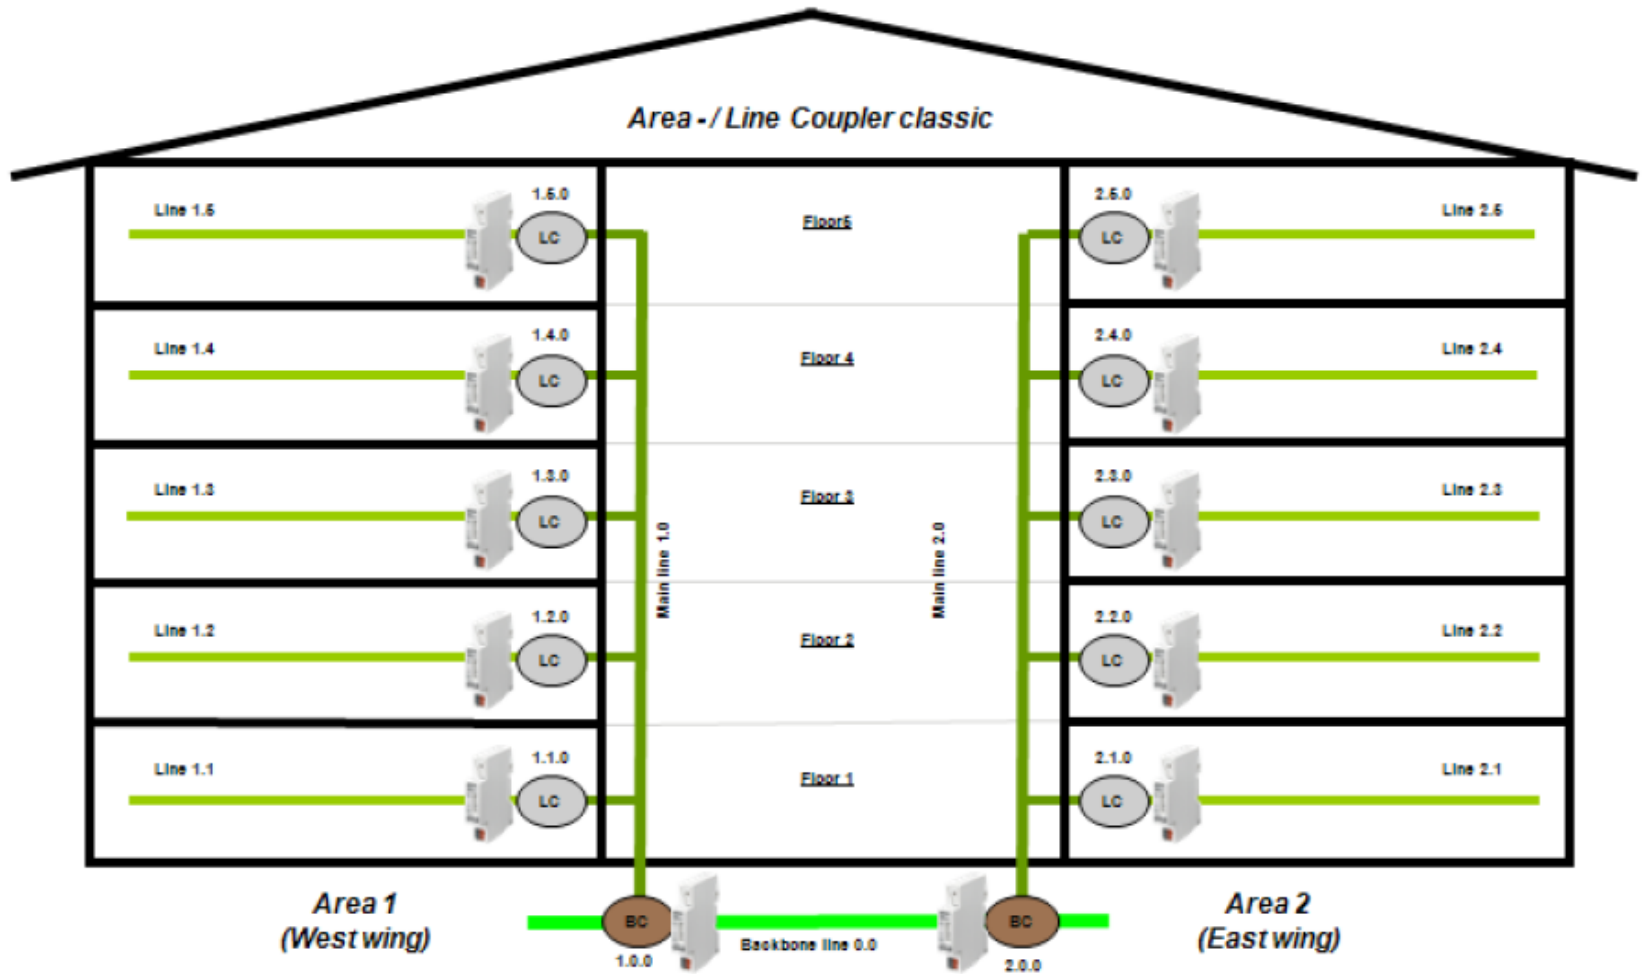 Area - / Line Coupler classic
Line 1.5
1.5.0
LC
Floor5
2.5.0
LC
Line 2.5
Line 1.4
1.4.0
LC
Floor 4
2.4.0
LC
Line 2.4
Line 1.3
1.3.0
LC
Floor 3
2.3.0
LC
Line 2.3
Main line 1.0
Main line 2.0
Line 1.2
1.2.0
LC
Floor 2
2.2.0
LC
Line 2.2
Line 1.1
1.1.0
LC
Floor 1
2.1.0
LC
Line 2.1
Area 1
(West wing)
BC
1.0.0
Backbone line 0.0
BC
2.0.0
Area 2
(East wing)